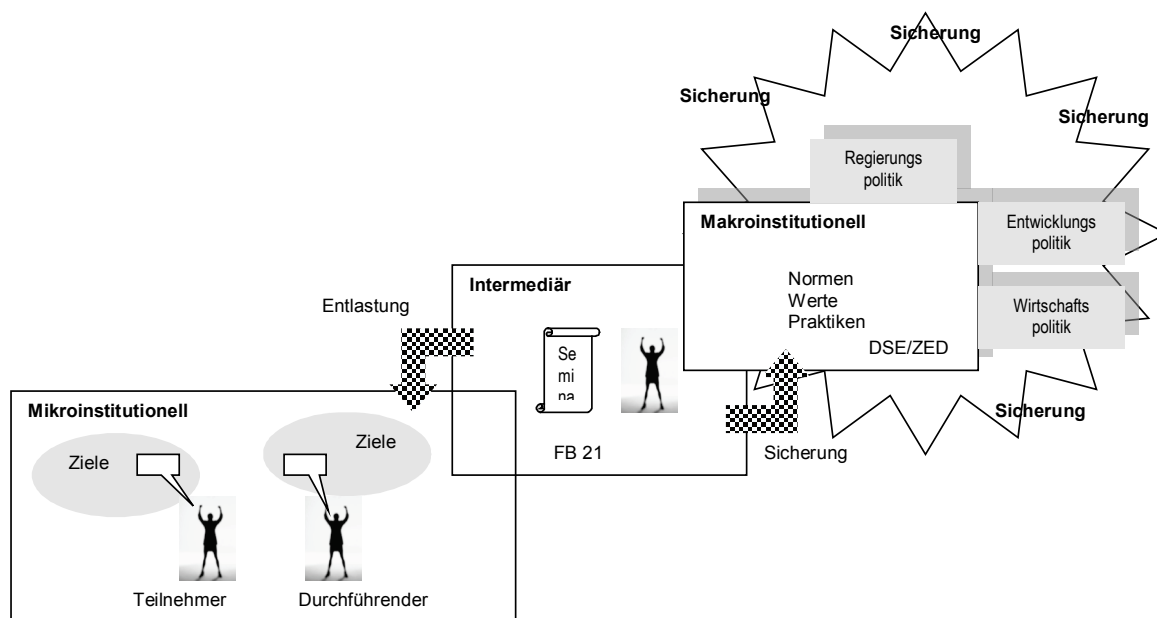 Sicherung
Sicherung
Sicherung
Regierungs
politik
Makroinstitutionell
Entwicklungs
politik
Normen
Werte
Praktiken
Wirtschafts
politik
DSE/ZED
Intermediär
Entlastung
Se
mi
na
FB 21
Sicherung
Sicherung
Mikroinstitutionell
Ziele
Ziele
Teilnehmer
Durchführender